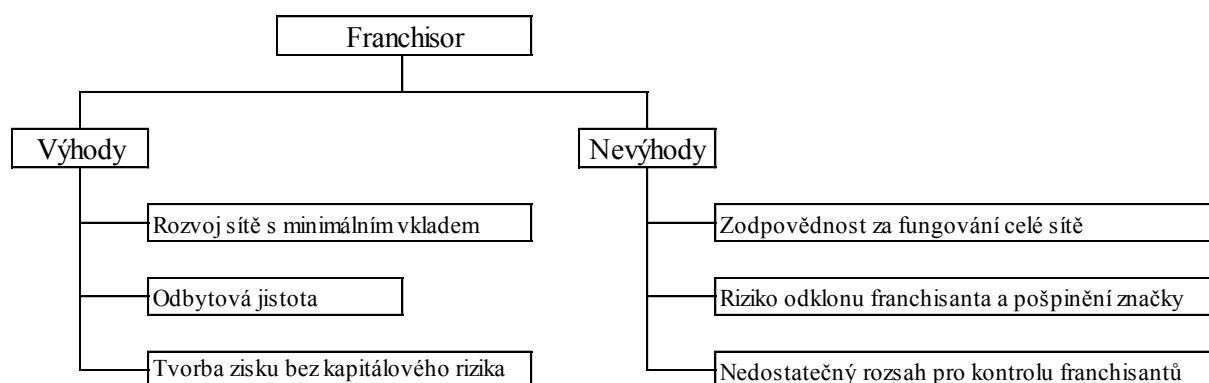 Franchisor
Výhody
Nevýhody
Rozvoj sítě s minimálním vkladem
Zodpovědnost za fungování celé sítě
Odbytová jistota
Riziko odklonu franchisanta a pošpinění značky
Tvorba zisku bez kapitálového rizika
Nedostatečný rozsah pro kontrolu franchisantů